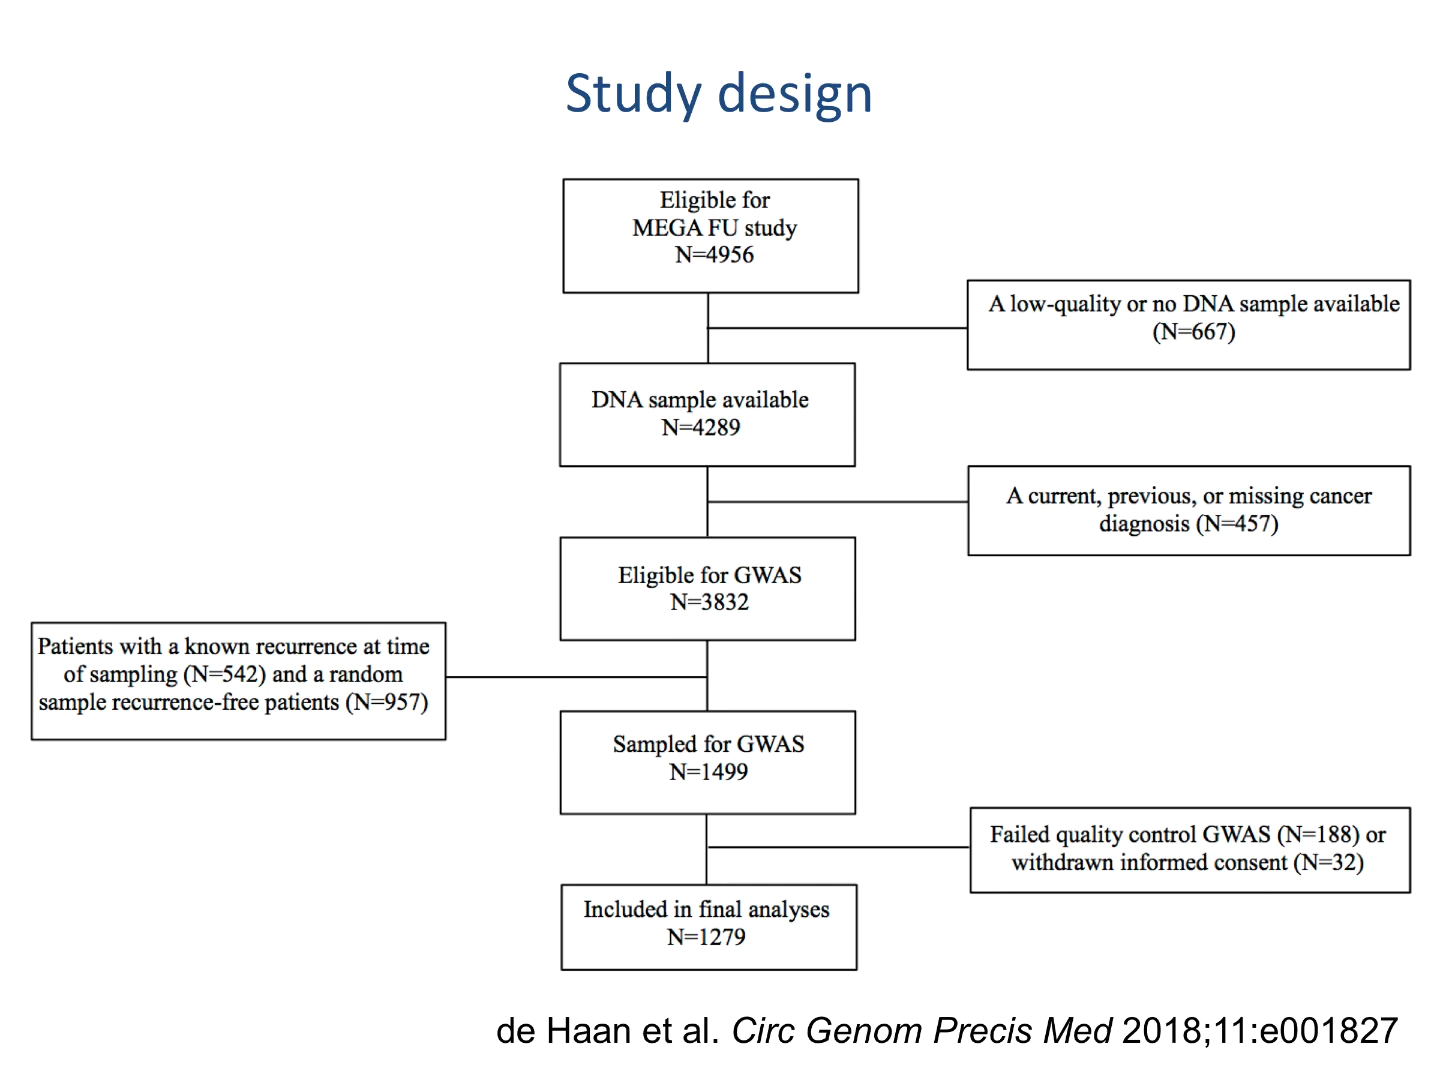 Study design
Eligible for
MEGA FU study
N=4956
A low-quality or no DNA sample available
(N=667)
DNA sample available
N=4289
A current, previous, or missing cancer
diagnosis (N=457)
Eligible for GWAS
N=3832
Patients with a known recurrence at time
of sampling (N=542) and a random
sample recurrence-free patients (N=957)
Sampled for GWAS
N=1499
Failed quality control GWAS (N=188) or
withdrawn informed consent (N=32)
Included in final analyses
N=1279
de Haan et al. Circ Genom Precis Med 2018;11:e001827